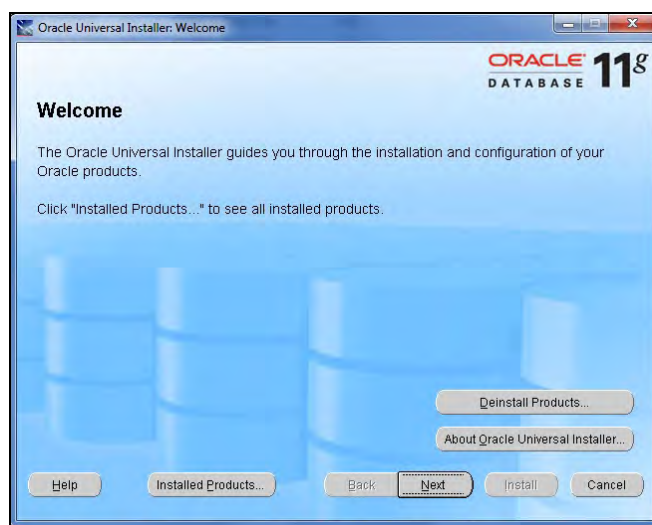 Oracle Universal Installer: Welcome
ORACLE 11g
DATABASE
Welcome
The Oracle Universal Installer guides you through the installation and configuration of your
Oracle products.
Click "Installed Products..." to see all installed products.
Deinstall Products...
About Oracle Universal Installer...
Help Installed Products... Back Next Install Cancel